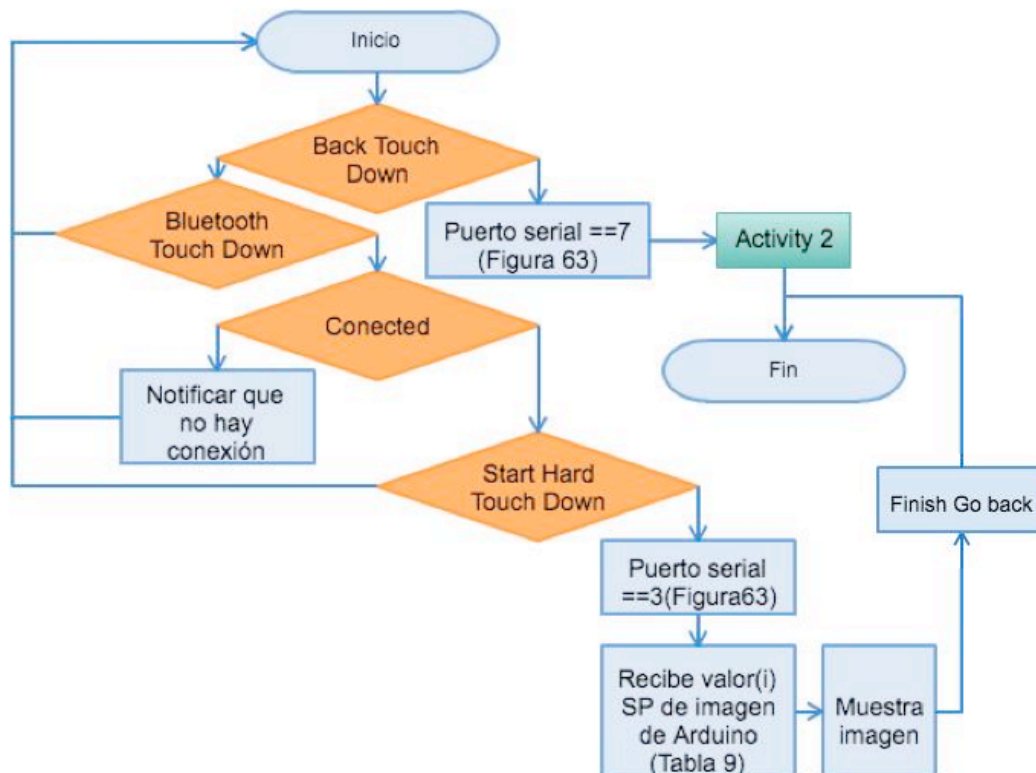 Inicio
Back Touch
Down
Bluetooth
Touch Down
Puerto serial ==7
(Figura 63)
Activity 2
Conected
Fin
Notificar que
no hay
conexión
Start Hard
Touch Down
Finish Go back
Puerto serial
==3(Figura63)
Recibe valor(i)
SP de imagen
de Arduino
(Tabla 9)
Muestra
imagen